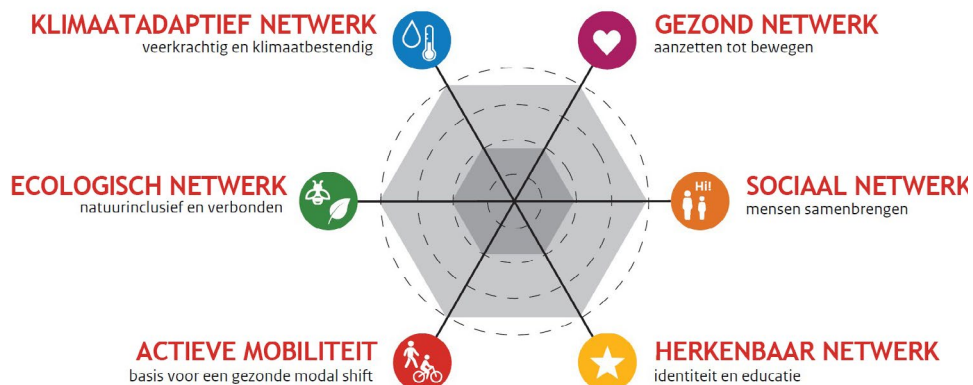 KLIMAATADAPTIEF NETWERK
veerkrachtig en klimaatbestendig
GEZOND NETWERK
aanzetten tot bewegen
ECOLOGISCH NETWERK
natuurinclusief en verbonden
Hi!
SOCIAAL NETWERK
mensen samenbrengen
ACTIEVE MOBILITEIT
basis voor een gezonde modal shift
HERKENBAAR NETWERK
identiteit en educatie